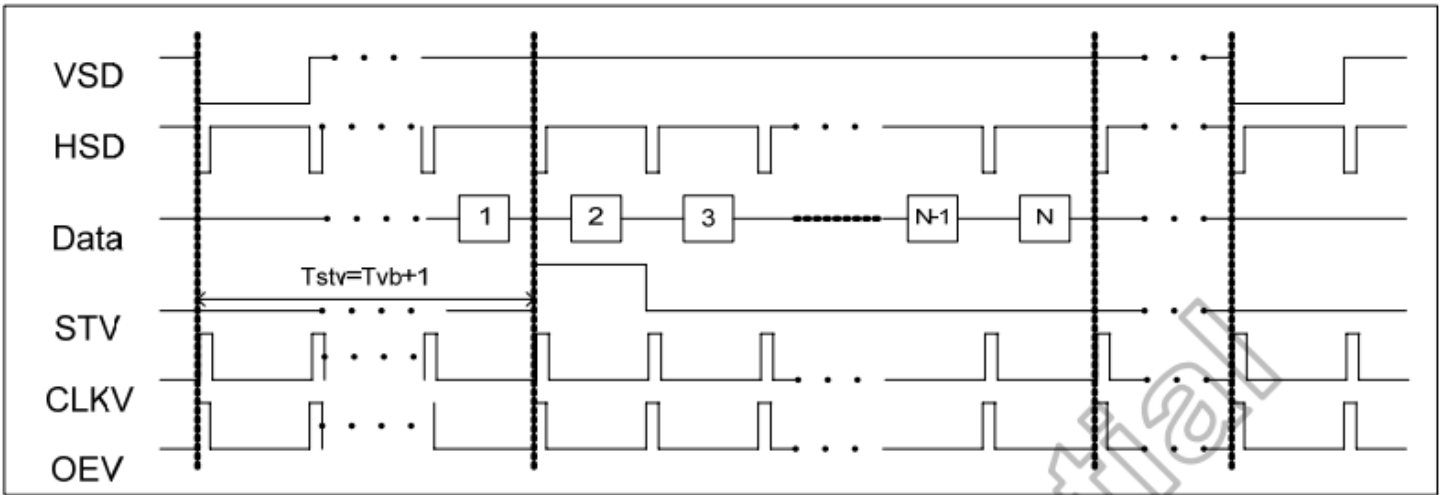 VSD
HSD
Data
1
2
3
N-1
N
Tstv=Tvb+1
STV
CLKV
OEV